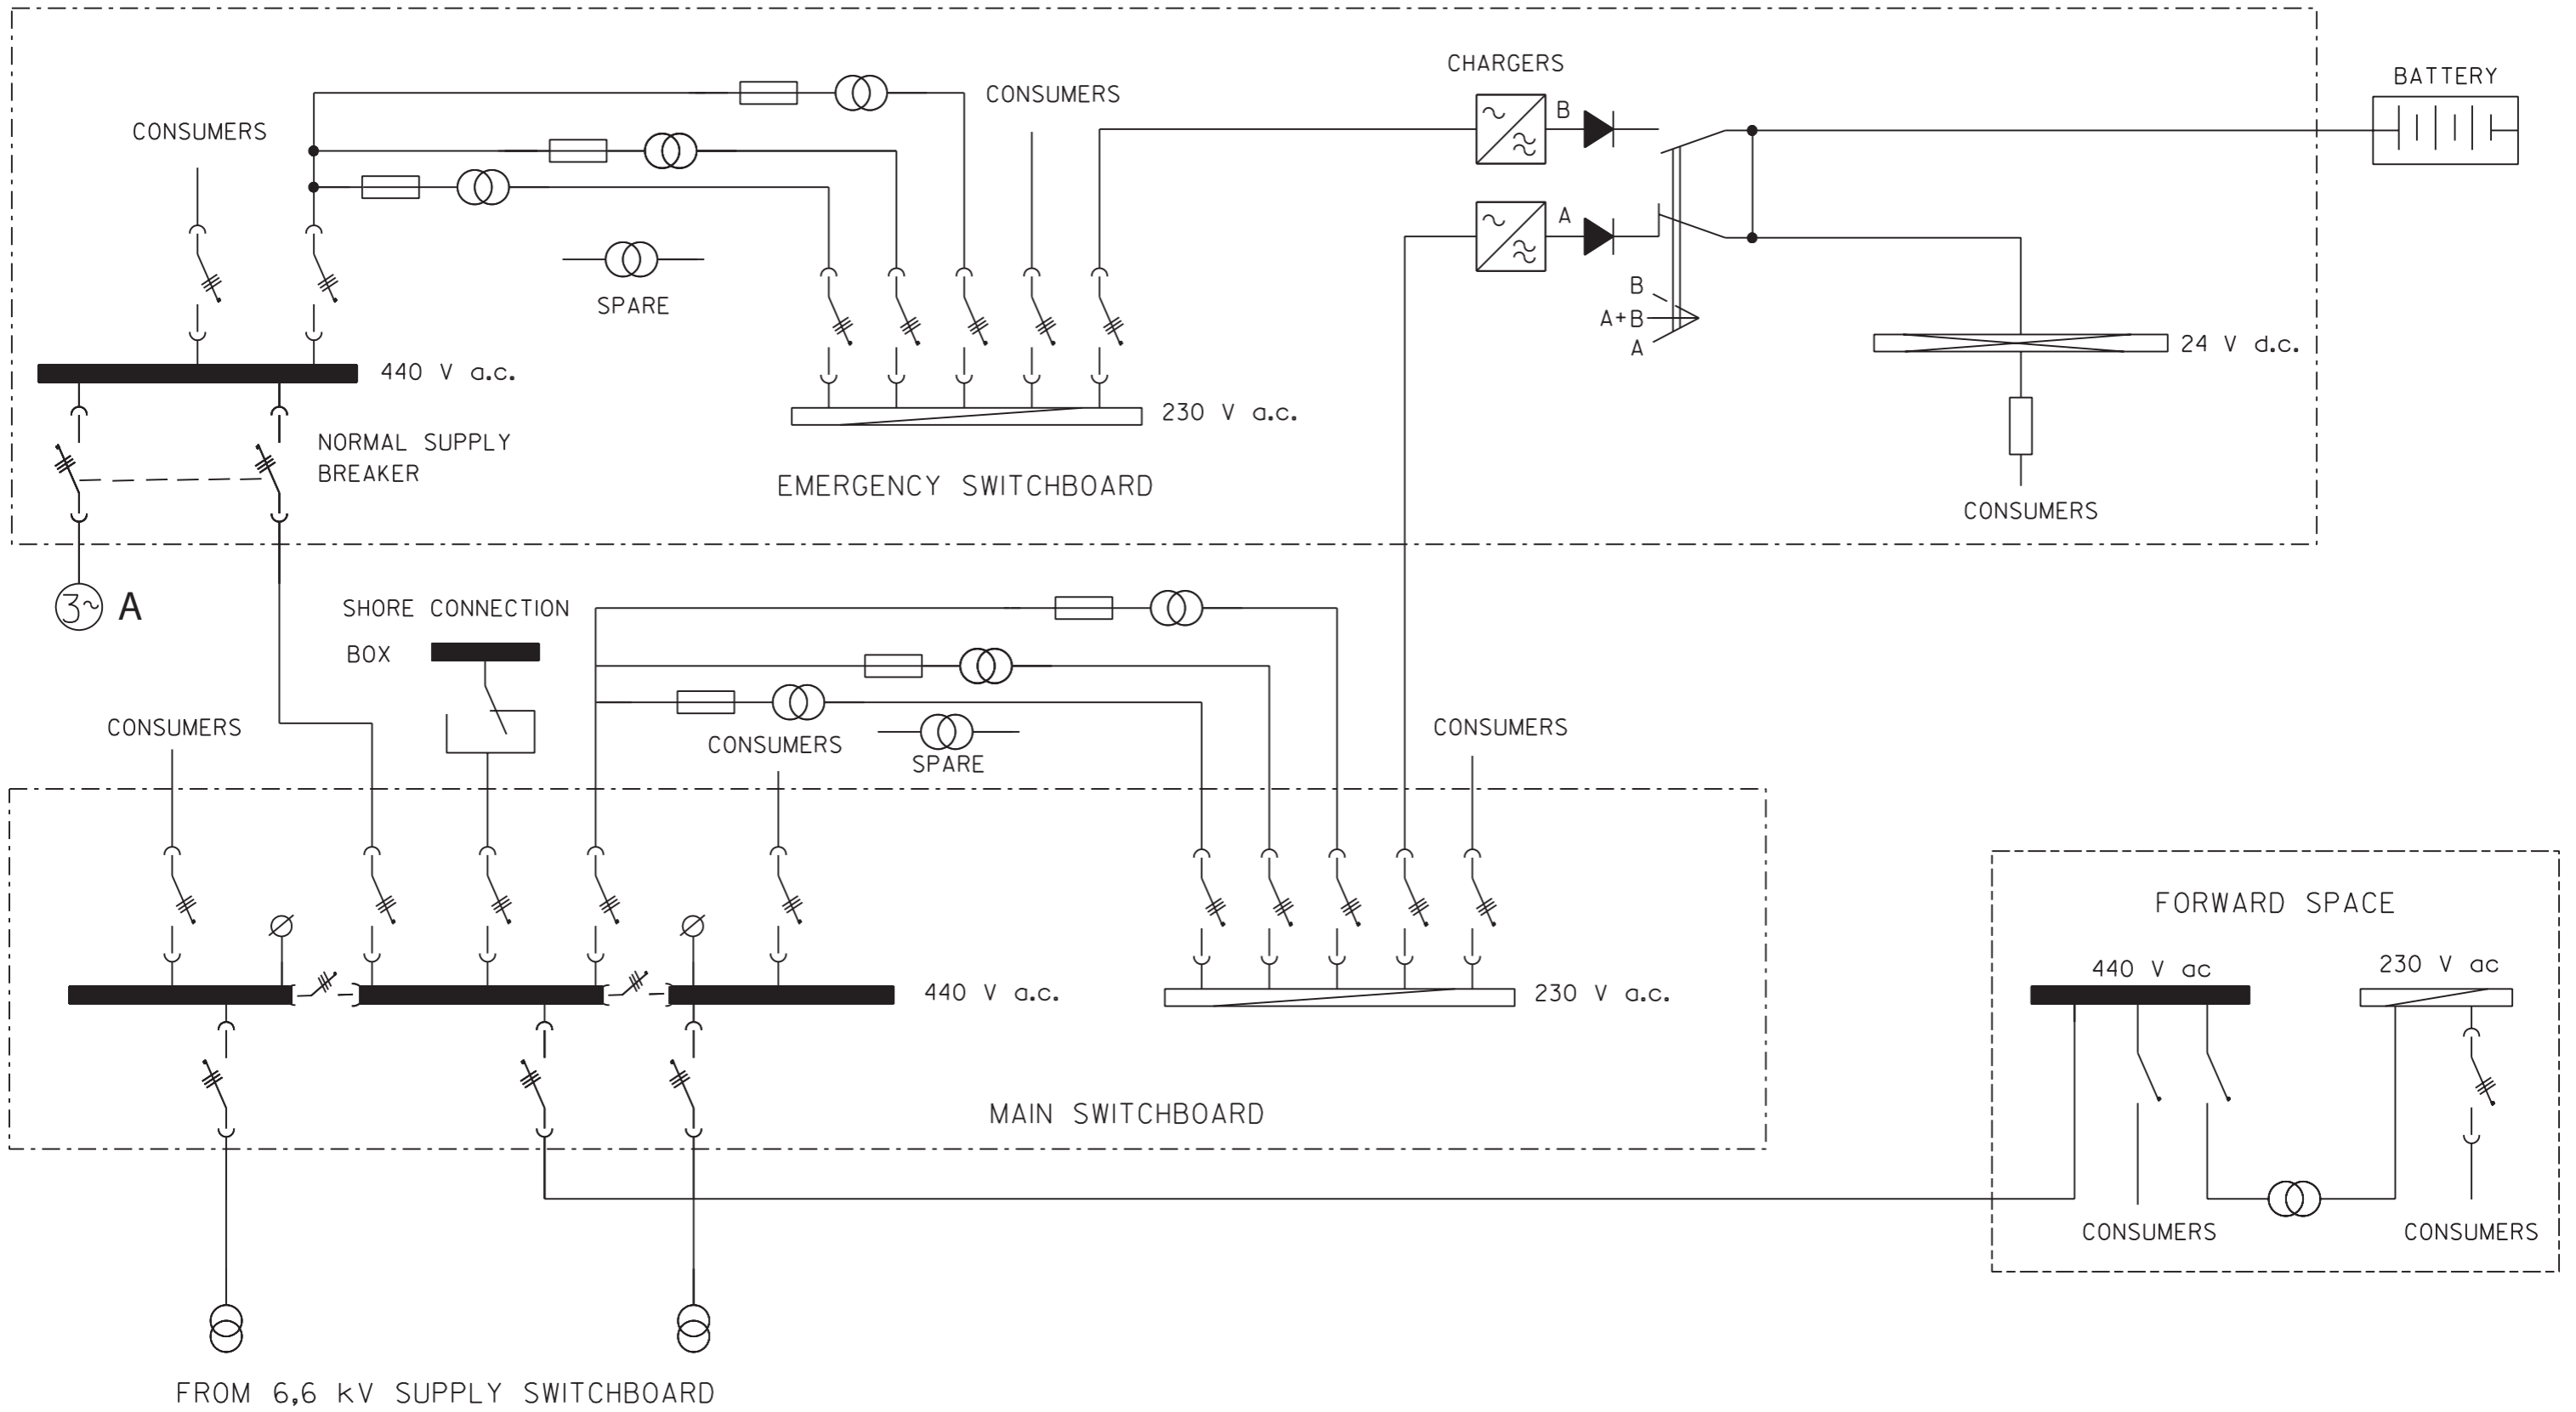 CHARGERS
BATTERY
CONSUMERS
CONSUMERS
B
A
SPARE
B
A+B
A
24 V d.c.
440 V a.c.
230 V a.c.
NORMAL SUPPLY
BREAKER
EMERGENCY SWITCHBOARD
CONSUMERS
3~ A
SHORE CONNECTION
BOX
CONSUMERS
CONSUMERS
SPARE
CONSUMERS
FORWARD SPACE
440 V ac
230 V ac
440 V a.c.
230 V a.c.
MAIN SWITCHBOARD
CONSUMERS
CONSUMERS
FROM 6,6 kV SUPPLY SWITCHBOARD